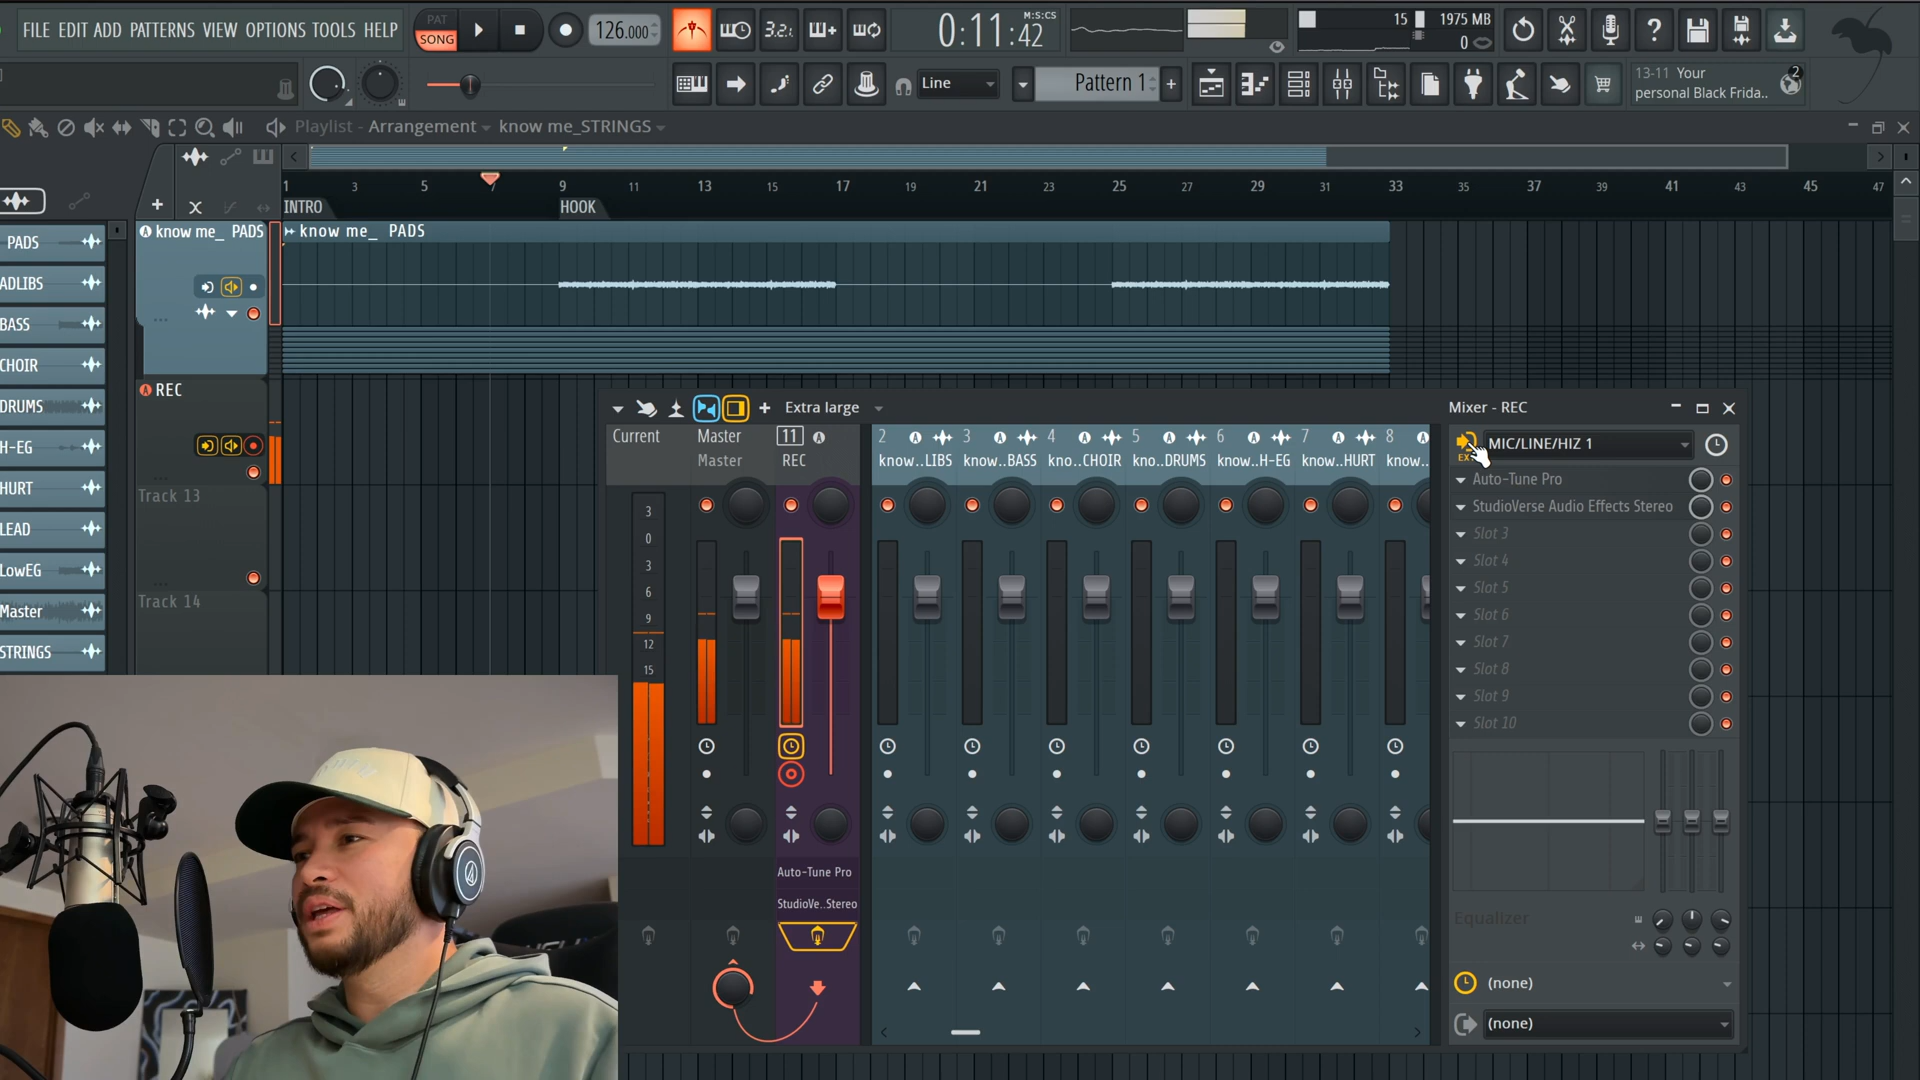 FILE EDIT ADD PATTERNS VIEW OPTIONS TOOLS HELP
PAT
SONG
126.000
3.2.
0:11:42
M:S:CS
15
1975 MB
0
Line
Pattern 1
13-11 Your
personal Black Frida..
2
Playlist - Arrangement
know me_STRINGS
1 3 5 7 9 11 13 15 17 19 21 23 25 27 29 31 33 35 37 39 41 43 45 47
INTRO
HOOK
PADS
ADLIBS
BASS
CHOIR
DRUMS
H-EG
HURT
LEAD
LowEG
Master
STRINGS
know me_ PADS
know me_ PADS
REC
Track 13
Track 14
Extra large
Mixer - REC
Current
Master
Master
11
REC
2 3 4 5 6 7 8
know..LIBS know..BASS kno..CHOIR kno..DRUMS know..H-EG know..HURT know..
3
0
3
6
9
12
15
Auto-Tune Pro
StudioVe..Stereo
EX
MIC/LINE/HIZ 1
Auto-Tune Pro
StudioVerse Audio Effects Stereo
Slot 3
Slot 4
Slot 5
Slot 6
Slot 7
Slot 8
Slot 9
Slot 10
Equalizer
(none)
(none)